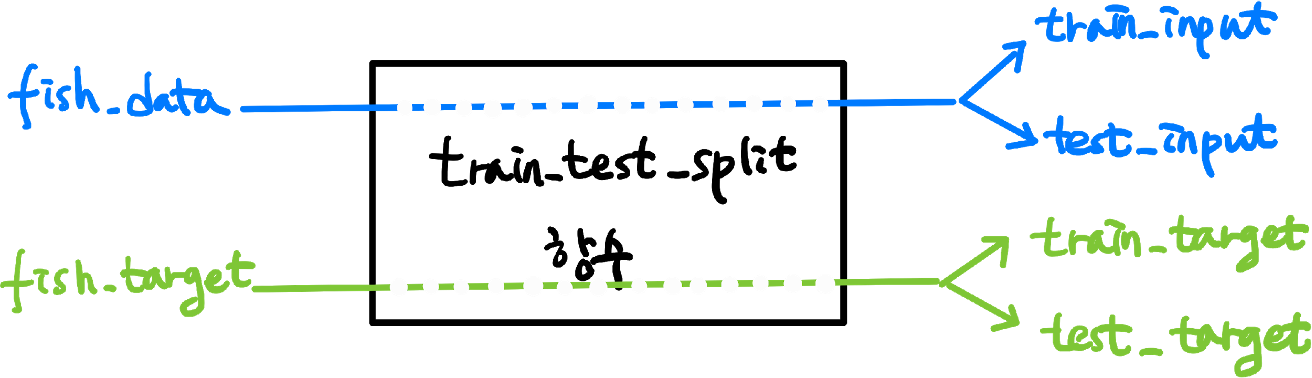 fish_data
train_input
test_input
train_test_split
함수
fish_target
train_target
test_target